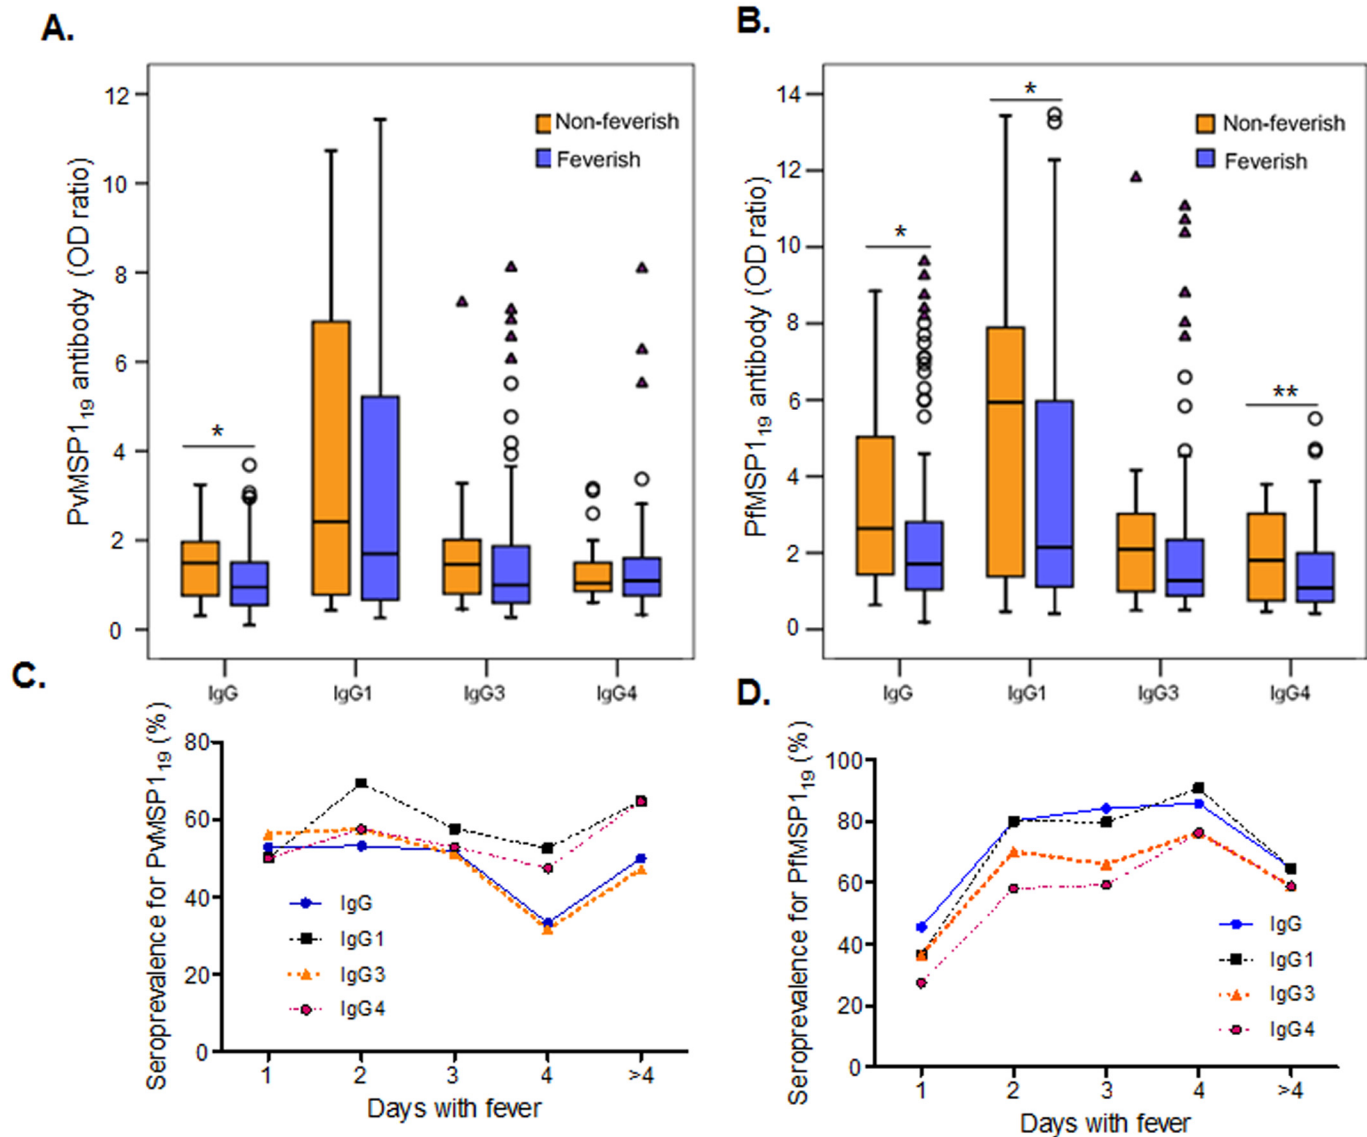 A.
PvMSP1₁₉ antibody (OD ratio)
12
10
8
6
4
2
0
Non-feverish
Feverish
*
IgG
IgG1
IgG3
IgG4
B.
PfMSP1₁₉ antibody (OD ratio)
14
12
10
8
6
4
2
0
Non-feverish
Feverish
*
*
**
IgG
IgG1
IgG3
IgG4
C.
Seroprevalence for PvMSP1₁₉ (%)
80
60
40
20
0
IgG
IgG1
IgG3
IgG4
1
2
3
4
>4
Days with fever
D.
Seroprevalence for PfMSP1₁₉ (%)
100
80
60
40
20
0
IgG
IgG1
IgG3
IgG4
1
2
3
4
>4
Days with fever